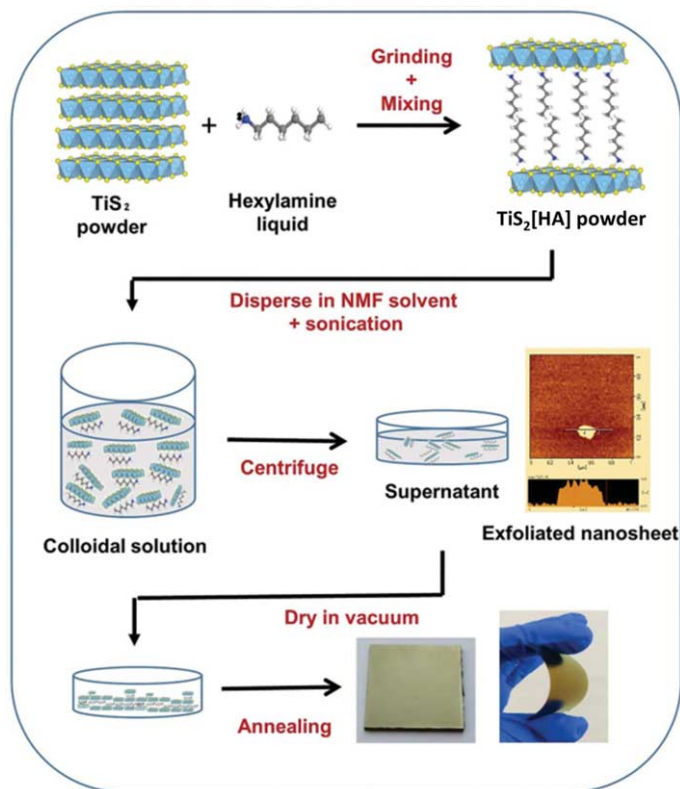 Grinding
+
Mixing
+
TiS₂
powder
Hexylamine
liquid
TiS₂[HA] powder
Disperse in NMF solvent
+ sonication
Centrifuge
Supernatant
Colloidal solution
Exfoliated nanosheet
Dry in vacuum
Annealing